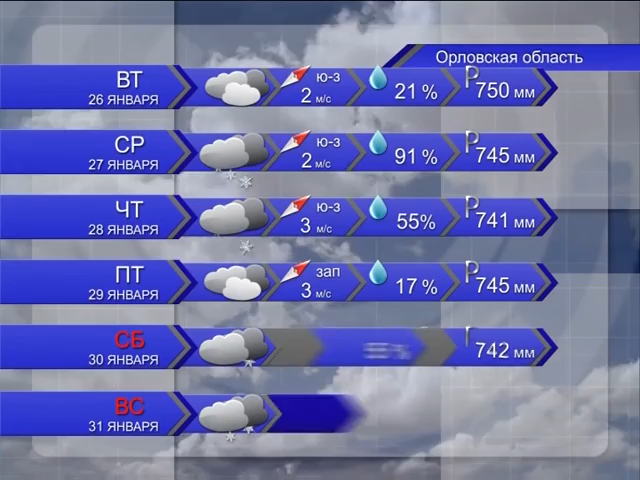 Орловская область
ВТ
26 ЯНВАРЯ
ю-з
2 м/с
21 %
P
750 мм
СР
27 ЯНВАРЯ
ю-з
2 м/с
91 %
P
745 мм
ЧТ
28 ЯНВАРЯ
ю-з
3 м/с
55%
P
741 мм
ПТ
29 ЯНВАРЯ
зап
3 м/с
17 %
P
745 мм
СБ
30 ЯНВАРЯ
742 мм
ВС
31 ЯНВАРЯ